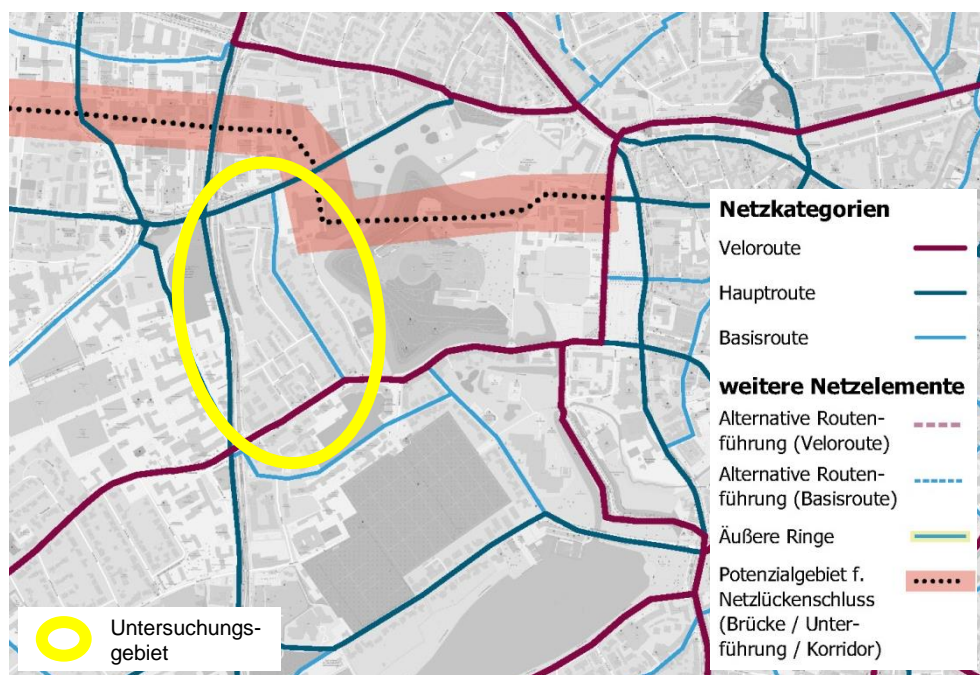 Netzkategorien
Veloroute
Hauptroute
Basisroute
weitere Netzelemente
Alternative Routen-
führung (Veloroute)
Alternative Routen-
führung (Basisroute)
Äußere Ringe
Potenzialgebiet f.
Netzlückenschluss
(Brücke / Unter-
führung / Korridor)
Untersuchungs-
gebiet